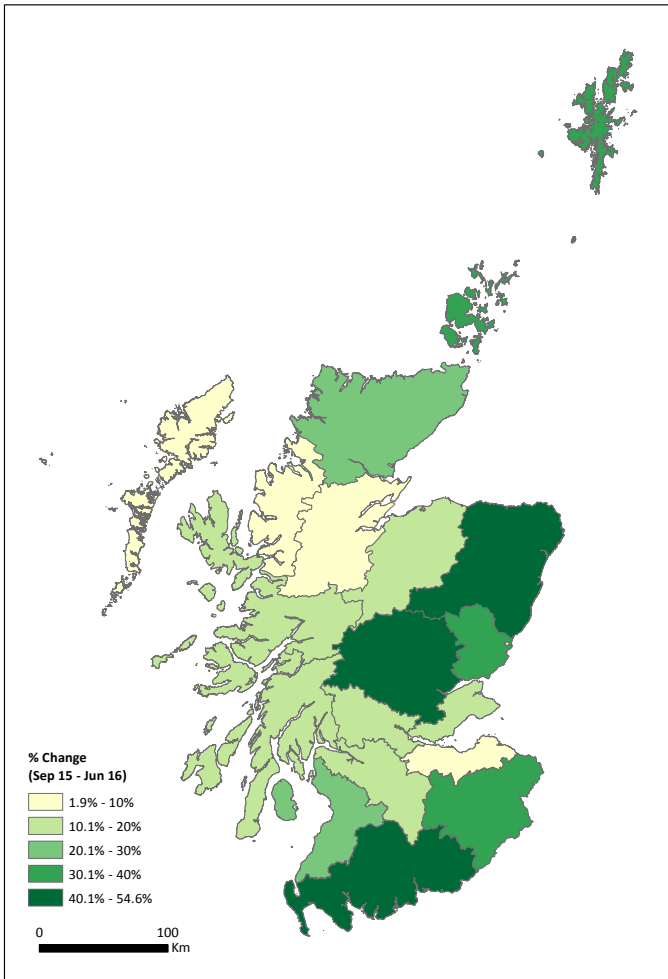 % Change
(Sep 15 - Jun 16)
1.9% - 10%
10.1% - 20%
20.1% - 30%
30.1% - 40%
40.1% - 54.6%
0 100
Km